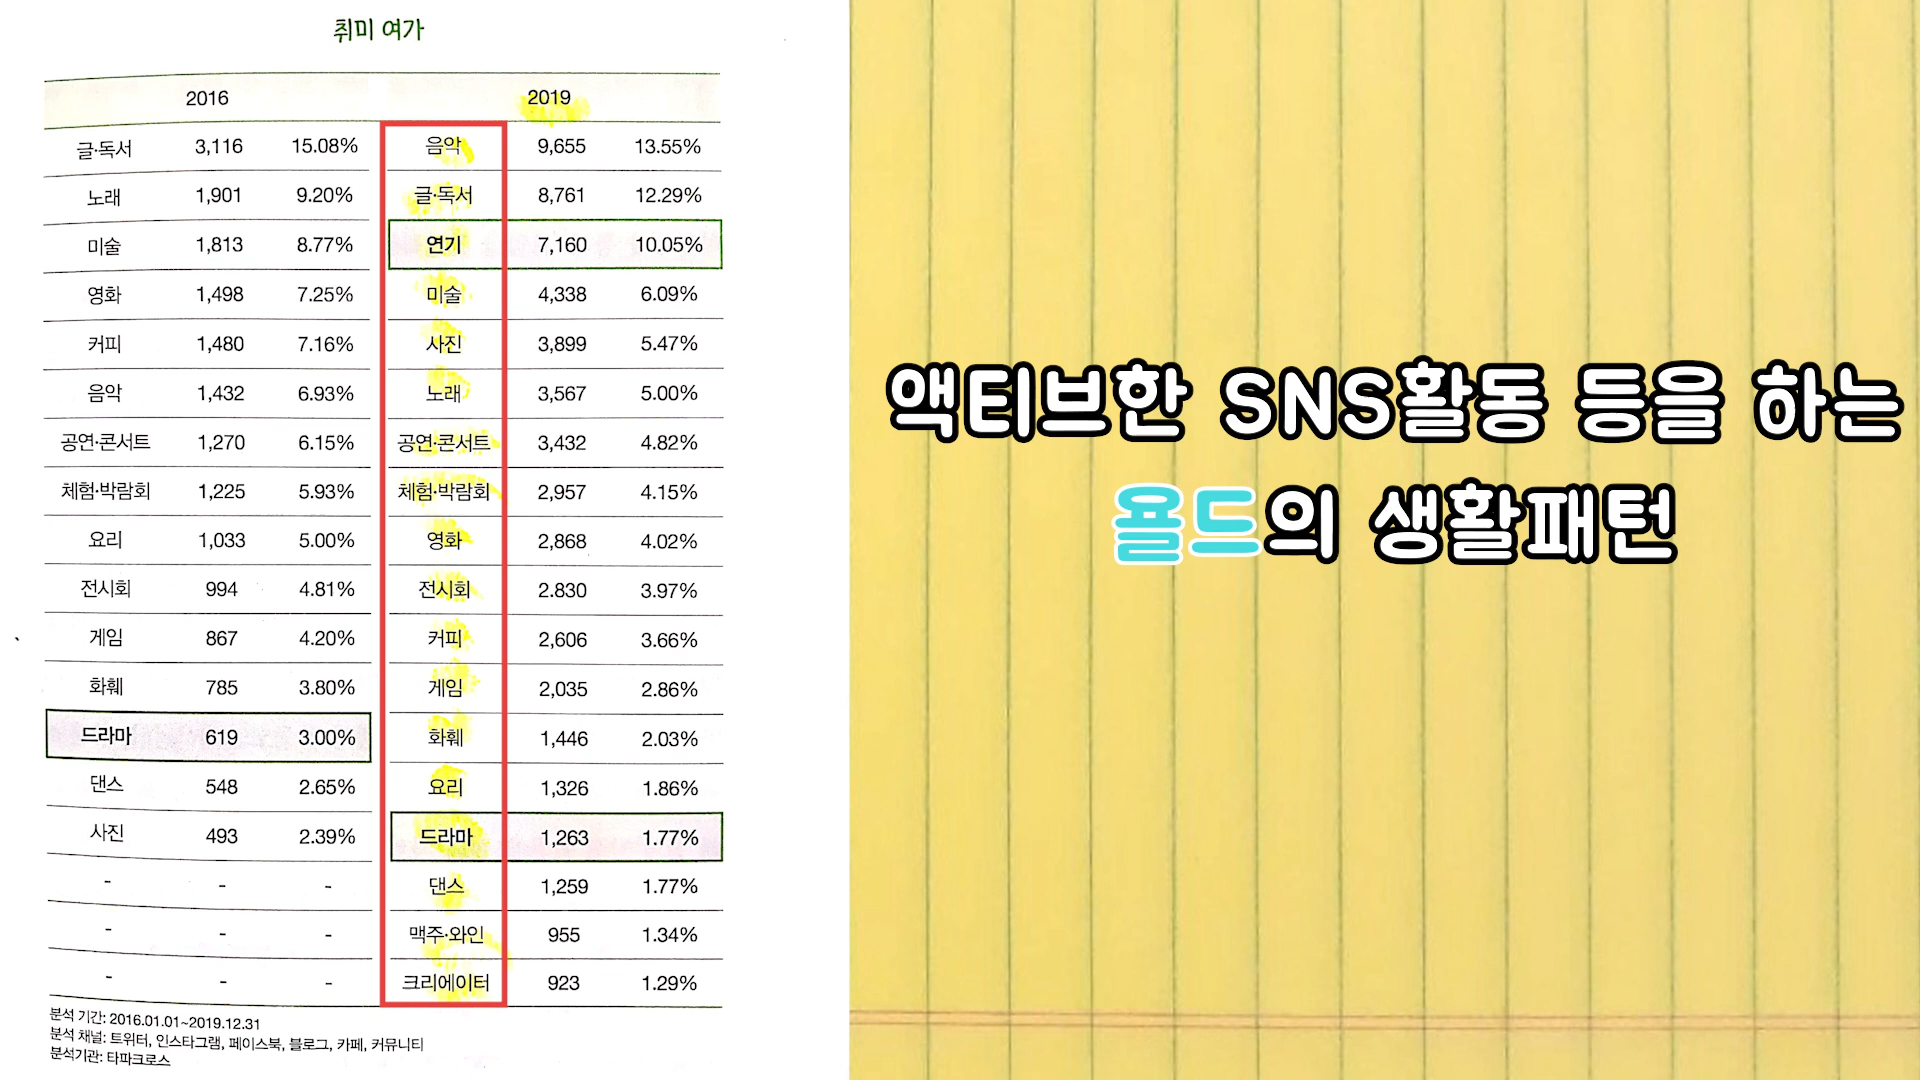 취미 여가
2016 2019
글·독서 3,116 15.08% 음악 9,655 13.55%
노래 1,901 9.20% 글·독서 8,761 12.29%
미술 1,813 8.77% 연기 7,160 10.05%
영화 1,498 7.25% 미술 4,338 6.09%
커피 1,480 7.16% 사진 3,899 5.47%
음악 1,432 6.93% 노래 3,567 5.00%
공연·콘서트 1,270 6.15% 공연·콘서트 3,432 4.82%
체험·박람회 1,225 5.93% 체험·박람회 2,957 4.15%
요리 1,033 5.00% 영화 2,868 4.02%
전시회 994 4.81% 전시회 2.830 3.97%
게임 867 4.20% 커피 2,606 3.66%
화훼 785 3.80% 게임 2,035 2.86%
드라마 619 3.00% 화훼 1,446 2.03%
댄스 548 2.65% 요리 1,326 1.86%
사진 493 2.39% 드라마 1,263 1.77%
- - - 댄스 1,259 1.77%
- - - 맥주·와인 955 1.34%
- - - 크리에이터 923 1.29%
분석 기간: 2016.01.01~2019.12.31
분석 채널: 트위터, 인스타그램, 페이스북, 블로그, 카페, 커뮤니티
분석기관: 타파크로스
액티브한 SNS활동 등을 하는
욜드의 생활패턴